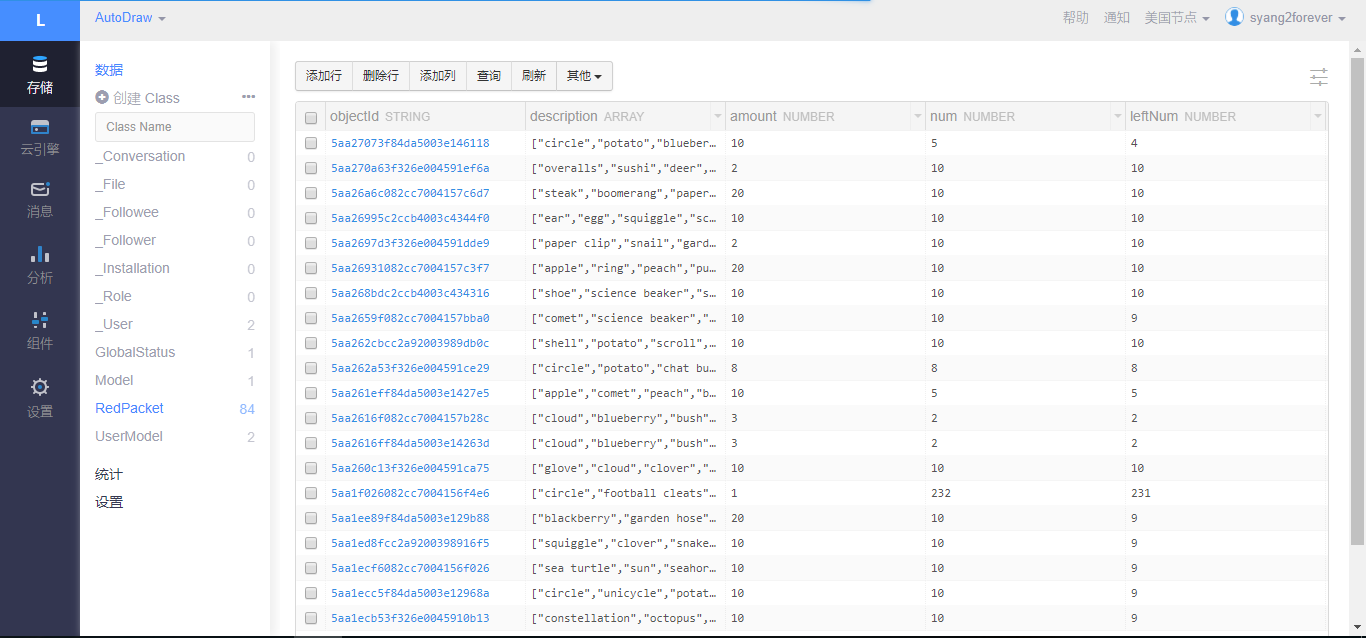 L
AutoDraw
帮助 通知 美国节点 syang2forever
存储
云引擎
消息
分析
组件
设置
数据
创建 Class •••
Class Name
_Conversation 0
_File 0
_Followee 0
_Follower 0
_Installation 0
_Role 0
_User 2
GlobalStatus 1
Model 1
RedPacket 84
UserModel 2
统计
设置
添加行 删除行 添加列 查询 刷新 其他
objectId STRING description ARRAY amount NUMBER num NUMBER leftNum NUMBER
5aa27073f84da5003e146118 ["circle","potato","blueber… 10 5 4
5aa270a63f326e004591ef6a ["overalls","sushi","deer",… 2 10 10
5aa26a6c082cc7004157c6d7 ["steak","boomerang","paper… 20 10 10
5aa26995c2ccb4003c4344f0 ["ear","egg","squiggle","sc… 10 10 10
5aa2697d3f326e004591dde9 ["paper clip","snail","gard… 2 10 10
5aa26931082cc7004157c3f7 ["apple","ring","peach","pu… 20 10 10
5aa268bdc2ccb4003c434316 ["shoe","science beaker","s… 10 10 10
5aa2659f082cc7004157bba0 ["comet","science beaker","… 10 10 9
5aa262cbcc2a92003989db0c ["shell","potato","scroll",… 10 10 10
5aa262a53f326e004591ce29 ["circle","potato","chat bu… 8 8 8
5aa261eff84da5003e1427e5 ["apple","comet","peach","b… 10 5 5
5aa2616f082cc7004157b28c ["cloud","blueberry","bush"… 3 2 2
5aa2616ff84da5003e14263d ["cloud","blueberry","bush"… 3 2 2
5aa260c13f326e004591ca75 ["glove","cloud","clover","… 10 10 10
5aa1f026082cc7004156f4e6 ["circle","football cleats"… 1 232 231
5aa1ee89f84da5003e129b88 ["blackberry","garden hose"… 20 10 9
5aa1ed8fcc2a9200398916f5 ["squiggle","clover","snake… 10 10 9
5aa1ecf6082cc7004156f026 ["sea turtle","sun","seahor… 10 10 9
5aa1ecc5f84da5003e12968a ["circle","unicycle","potat… 10 10 9
5aa1ecb53f326e0045910b13 ["constellation","octopus",… 10 10 9